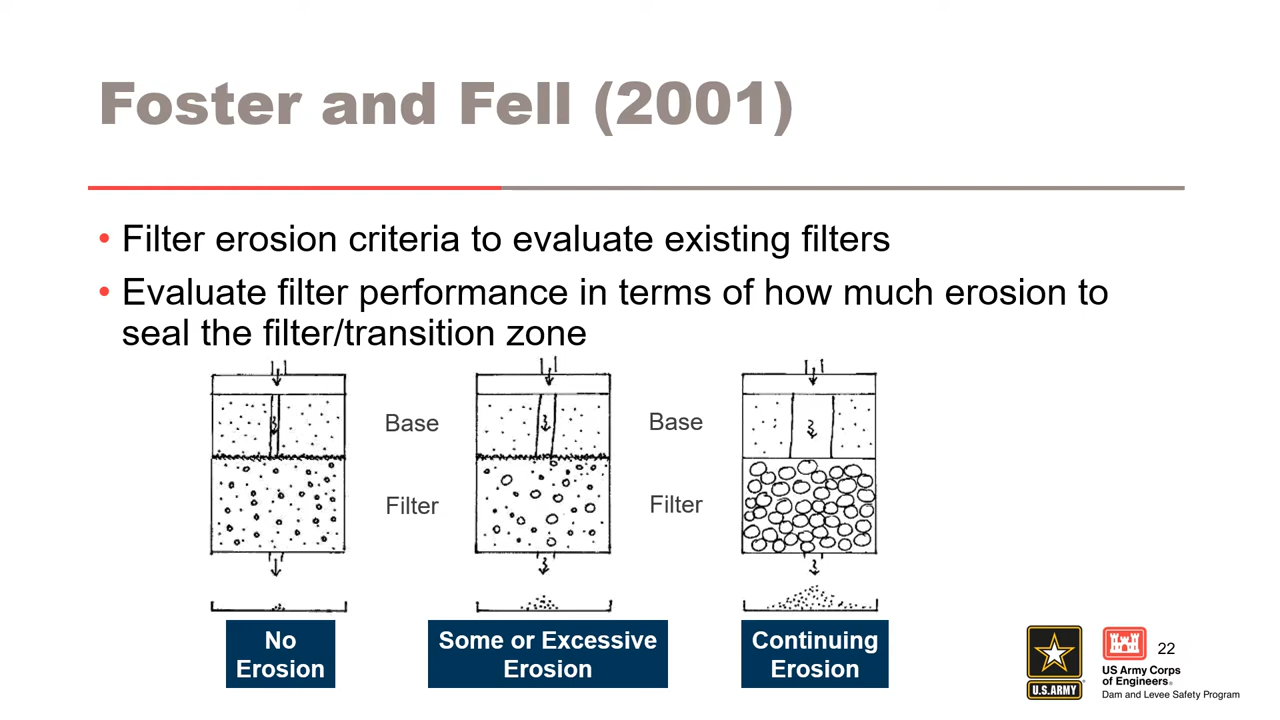 Foster and Fell (2001)
• Filter erosion criteria to evaluate existing filters
• Evaluate filter performance in terms of how much erosion to
seal the filter/transition zone
Base
Base
Filter
Filter
No
Erosion
Some or Excessive
Erosion
Continuing
Erosion
U.S.ARMY
US Army Corps
of Engineers®
Dam and Levee Safety Program
22